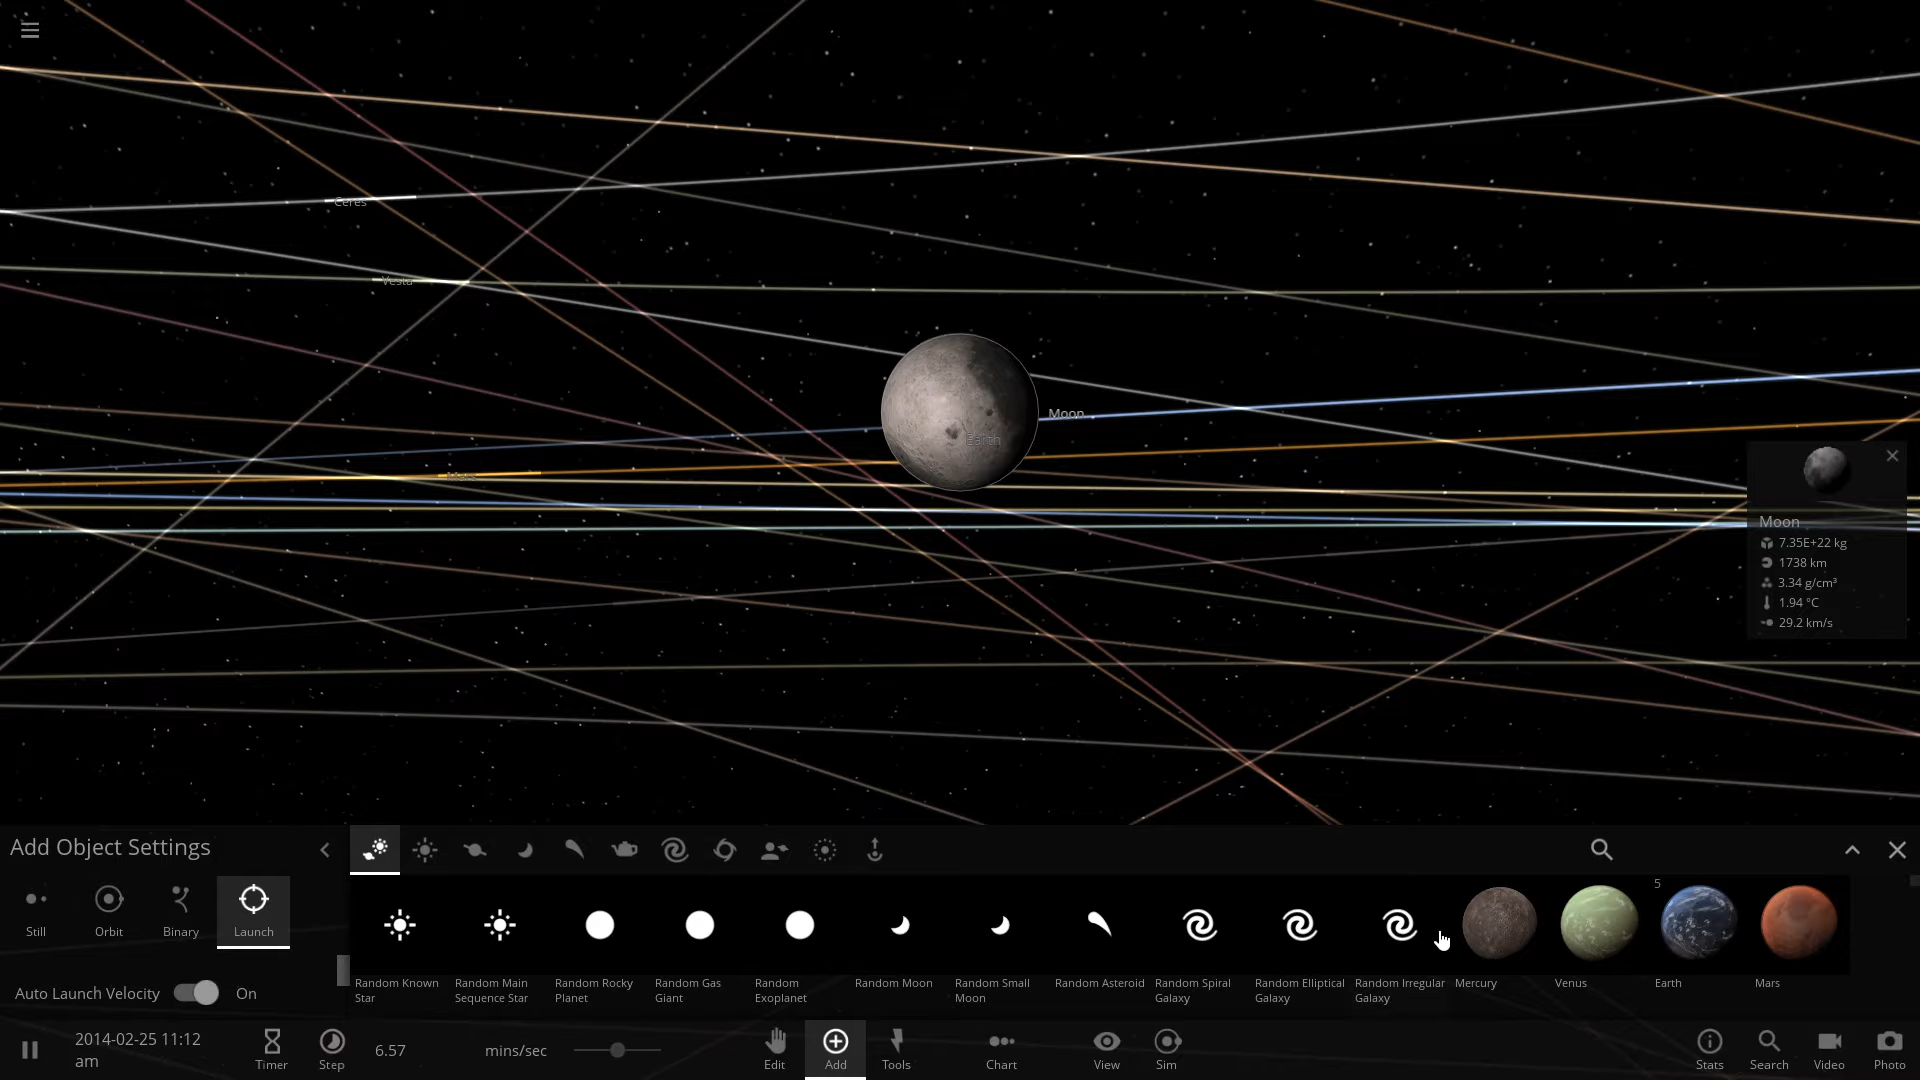 Ceres
Vesta
Moon
Earth
Mars
Moon
7.35E+22 kg
1738 km
3.34 g/cm³
1.94 °C
29.2 km/s
Add Object Settings
Still
Orbit
Binary
Launch
Auto Launch Velocity
On
5
Random Known
Star
Random Main
Sequence Star
Random Rocky
Planet
Random Gas
Giant
Random
Exoplanet
Random Moon
Random Small
Moon
Random Asteroid
Random Spiral
Galaxy
Random Elliptical
Galaxy
Random Irregular
Galaxy
Mercury
Venus
Earth
Mars
2014-02-25 11:12
am
Timer
Step
6.57
mins/sec
Edit
Add
Tools
Chart
View
Sim
Stats
Search
Video
Photo